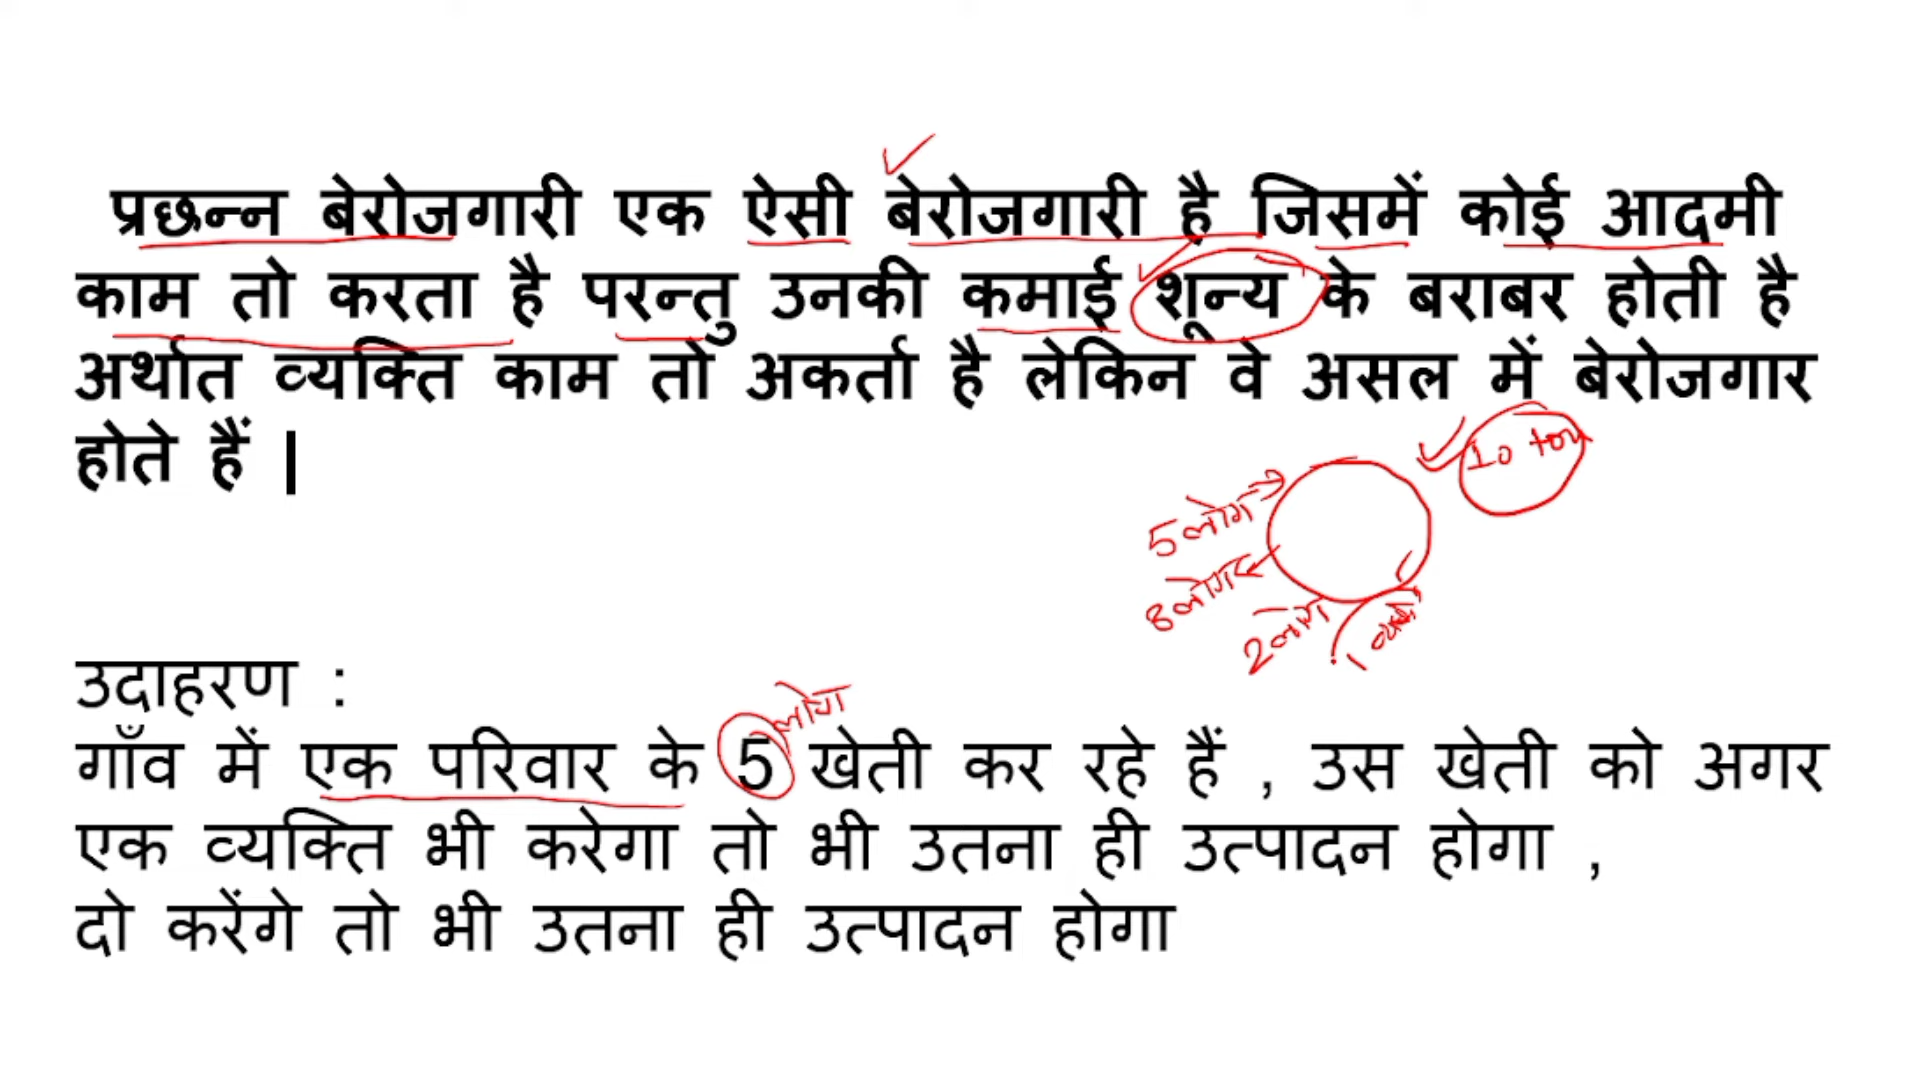 प्रछन्न बेरोजगारी एक ऐसी बेरोजगारी है जिसमें कोई आदमी
काम तो करता है परन्तु उनकी कमाई शून्य के बराबर होती है
अर्थात व्यक्ति काम तो अकर्ता है लेकिन वे असल में बेरोजगार
होते हैं |
10 ton
5 लोग
8 लोग
2 लोग
1
उदाहरण :
लोग
गाँव में एक परिवार के 5 खेती कर रहे हैं , उस खेती को अगर
एक व्यक्ति भी करेगा तो भी उतना ही उत्पादन होगा ,
दो करेंगे तो भी उतना ही उत्पादन होगा